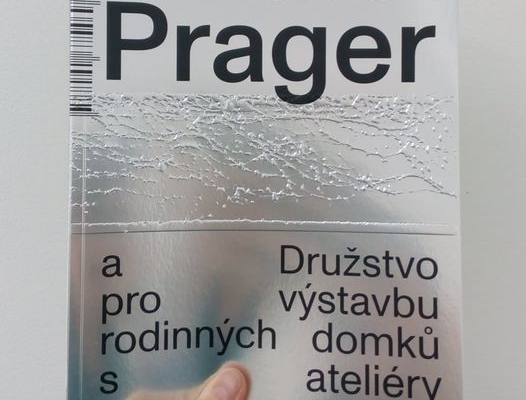 Prager
a Družstvo
pro výstavbu
rodinných domků
s ateliéry